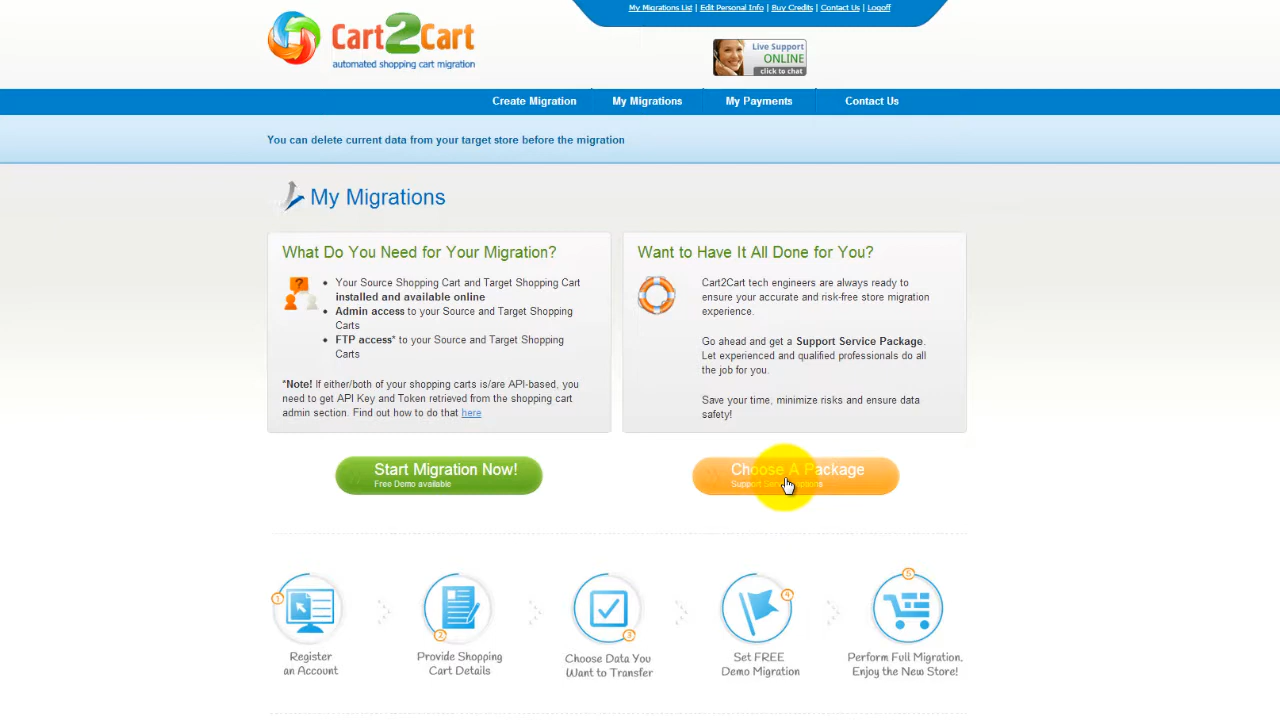 My Migrations List | Edit Personal Info | Buy Credits | Contact Us | Logoff
Cart2Cart
automated shopping cart migration
Live Support
ONLINE
click to chat
Create Migration
My Migrations
My Payments
Contact Us
You can delete current data from your target store before the migration
My Migrations
What Do You Need for Your Migration?
?
Your Source Shopping Cart and Target Shopping Cart
installed and available online
Admin access to your Source and Target Shopping
Carts
FTP access* to your Source and Target Shopping
Carts
*Note! If either/both of your shopping carts is/are API-based, you
need to get API Key and Token retrieved from the shopping cart
admin section. Find out how to do that here
Want to Have It All Done for You?
Cart2Cart tech engineers are always ready to
ensure your accurate and risk-free store migration
experience.
Go ahead and get a Support Service Package.
Let experienced and qualified professionals do all
the job for you.
Save your time, minimize risks and ensure data
safety!
Start Migration Now!
Free Demo available
Choose A Package
Support
1
2
3
4
5
Register
an Account
Provide Shopping
Cart Details
Choose Data You
Want to Transfer
Set FREE
Demo Migration
Perform Full Migration,
Enjoy the New Store!